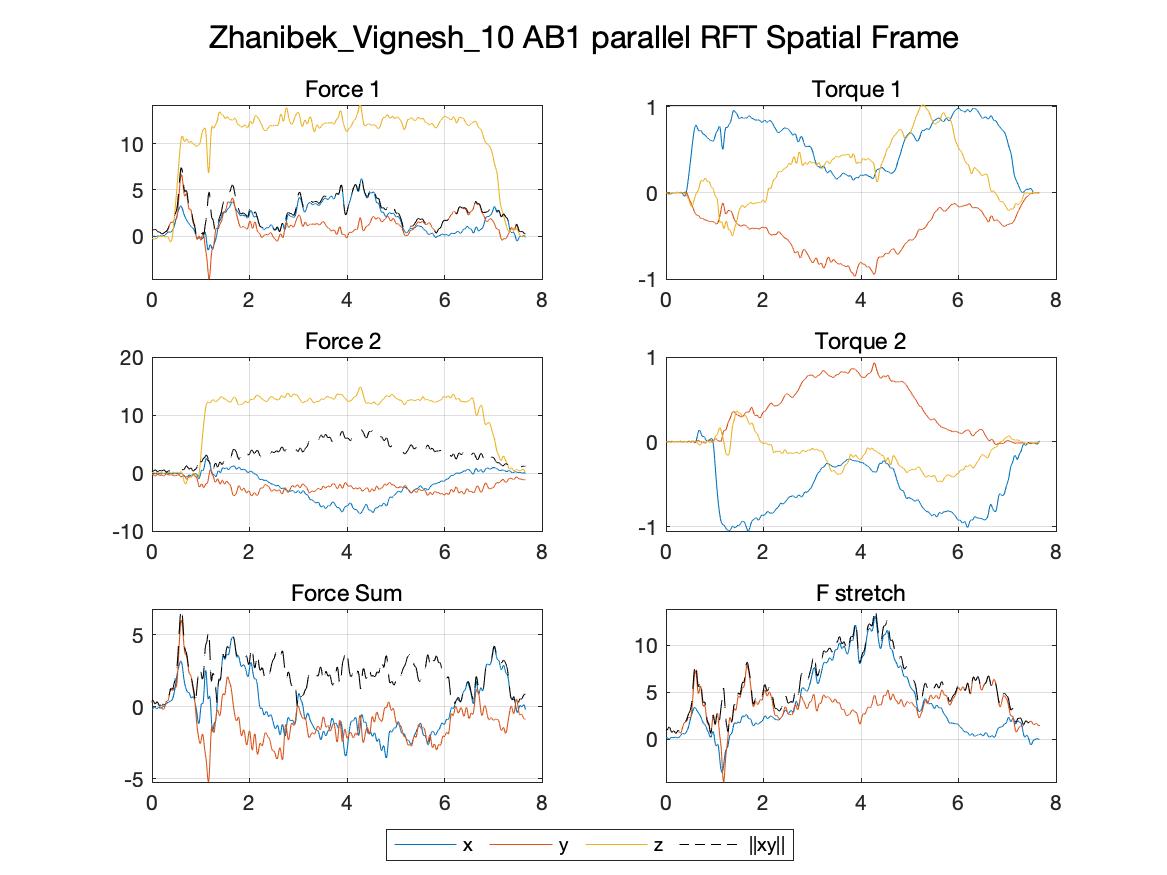 Zhanibek_Vignesh_10 AB1 parallel RFT Spatial Frame
Force 1
10
5
0
0 2 4 6 8
Torque 1
1
0
-1
0 2 4 6 8
Force 2
20
10
0
-10
0 2 4 6 8
Torque 2
1
0
-1
0 2 4 6 8
Force Sum
5
0
-5
0 2 4 6 8
F stretch
10
5
0
0 2 4 6 8
x y z ||xy||